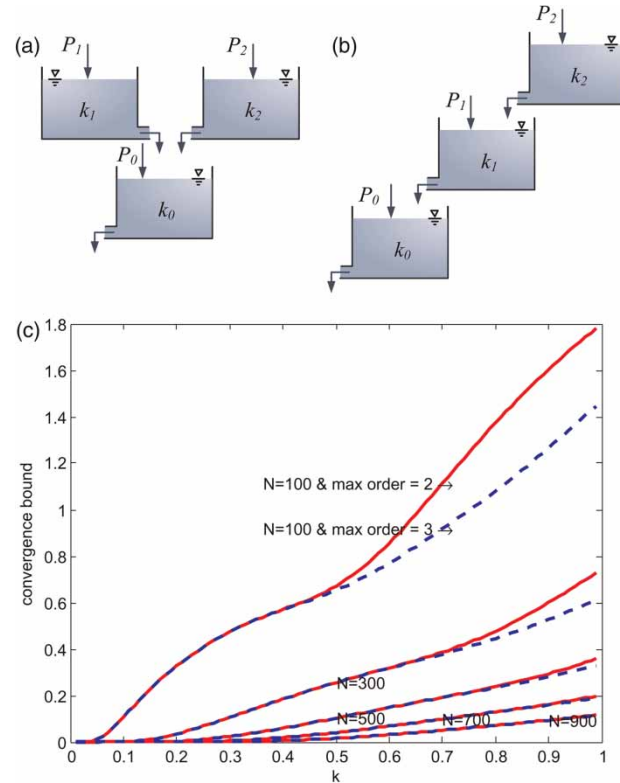 (a)
P1
P2
k1
k2
P0
k0
(b)
P2
k2
P1
k1
P0
k0
(c)
1.8
1.6
1.4
1.2
1
0.8
0.6
0.4
0.2
0
convergence bound
N=100 & max order = 2 →
N=100 & max order = 3 →
N=300
N=500
N=700
N=900
0 0.1 0.2 0.3 0.4 0.5 0.6 0.7 0.8 0.9 1
k